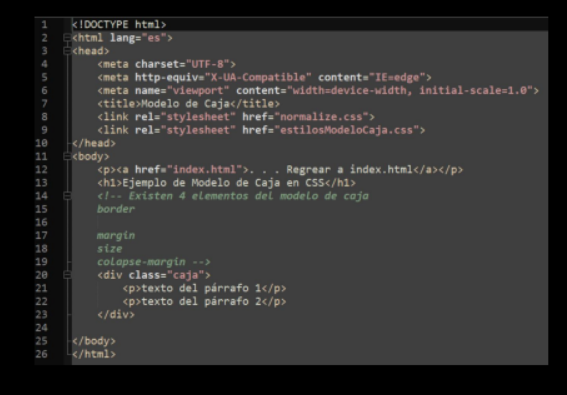 1 <!DOCTYPE html>
2 <html lang="es">
3 <head>
4 <meta charset="UTF-8">
5 <meta http-equiv="X-UA-Compatible" content="IE=edge">
6 <meta name="viewport" content="width=device-width, initial-scale=1.0">
7 <title>Modelo de Caja</title>
8 <link rel="stylesheet" href="normalize.css">
9 <link rel="stylesheet" href="estilosModeloCaja.css">
10 </head>
11 <body>
12 <p><a href="index.html">. . . Regrear a index.html</a></p>
13 <h1>Ejemplo de Modelo de Caja en CSS</h1>
14 <!-- Existen 4 elementos del modelo de caja
15 border
16
17 margin
18 size
19 colapse-margin -->
20 <div class="caja">
21 <p>texto del párrafo 1</p>
22 <p>texto del párrafo 2</p>
23 </div>
24
25 </body>
26 </html>